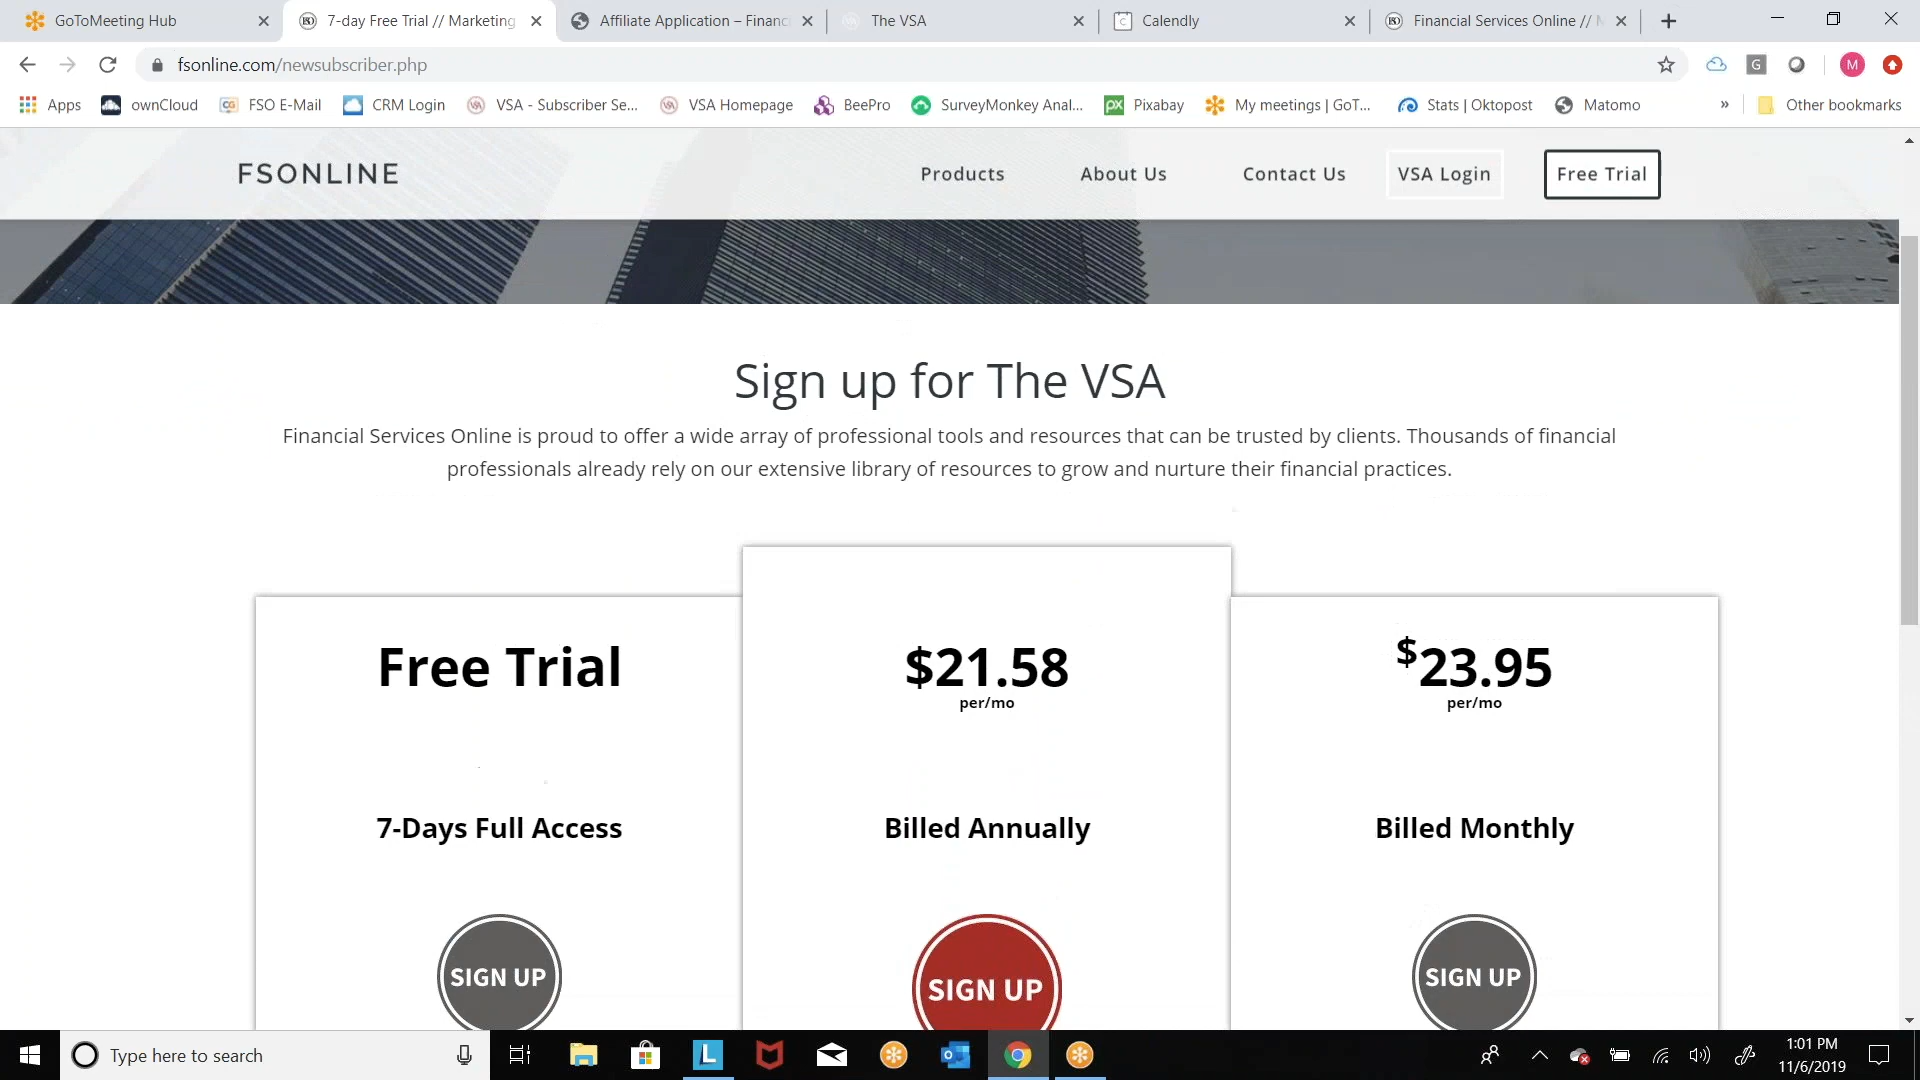 GoToMeeting Hub
7-day Free Trial // Marketing
Affiliate Application – Financ
The VSA
Calendly
Financial Services Online // M
fsonline.com/newsubscriber.php
G
M
Apps
ownCloud
FSO E-Mail
CRM Login
VSA - Subscriber Se...
VSA Homepage
BeePro
SurveyMonkey Anal...
Pixabay
My meetings | GoT...
Stats | Oktopost
Matomo
»
Other bookmarks
FSONLINE
Products
About Us
Contact Us
VSA Login
Free Trial
Sign up for The VSA
Financial Services Online is proud to offer a wide array of professional tools and resources that can be trusted by clients. Thousands of financial
professionals already rely on our extensive library of resources to grow and nurture their financial practices.
Free Trial
7-Days Full Access
SIGN UP
$21.58
per/mo
Billed Annually
SIGN UP
$23.95
per/mo
Billed Monthly
SIGN UP
Type here to search
1:01 PM
11/6/2019